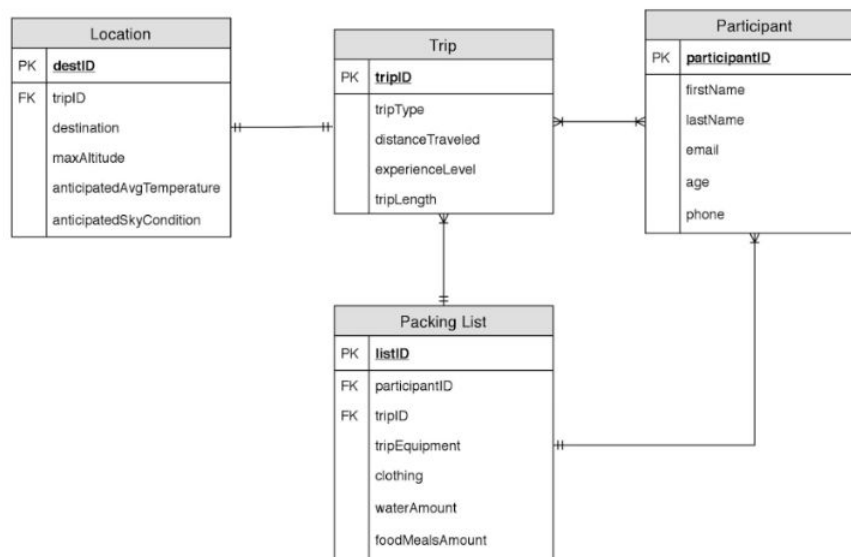 Location
PK destID
FK tripID
destination
maxAltitude
anticipatedAvgTemperature
anticipatedSkyCondition
Trip
PK tripID
tripType
distanceTraveled
experienceLevel
tripLength
Participant
PK participantID
firstName
lastName
email
age
phone
Packing List
PK listID
FK participantID
FK tripID
tripEquipment
clothing
waterAmount
foodMealsAmount